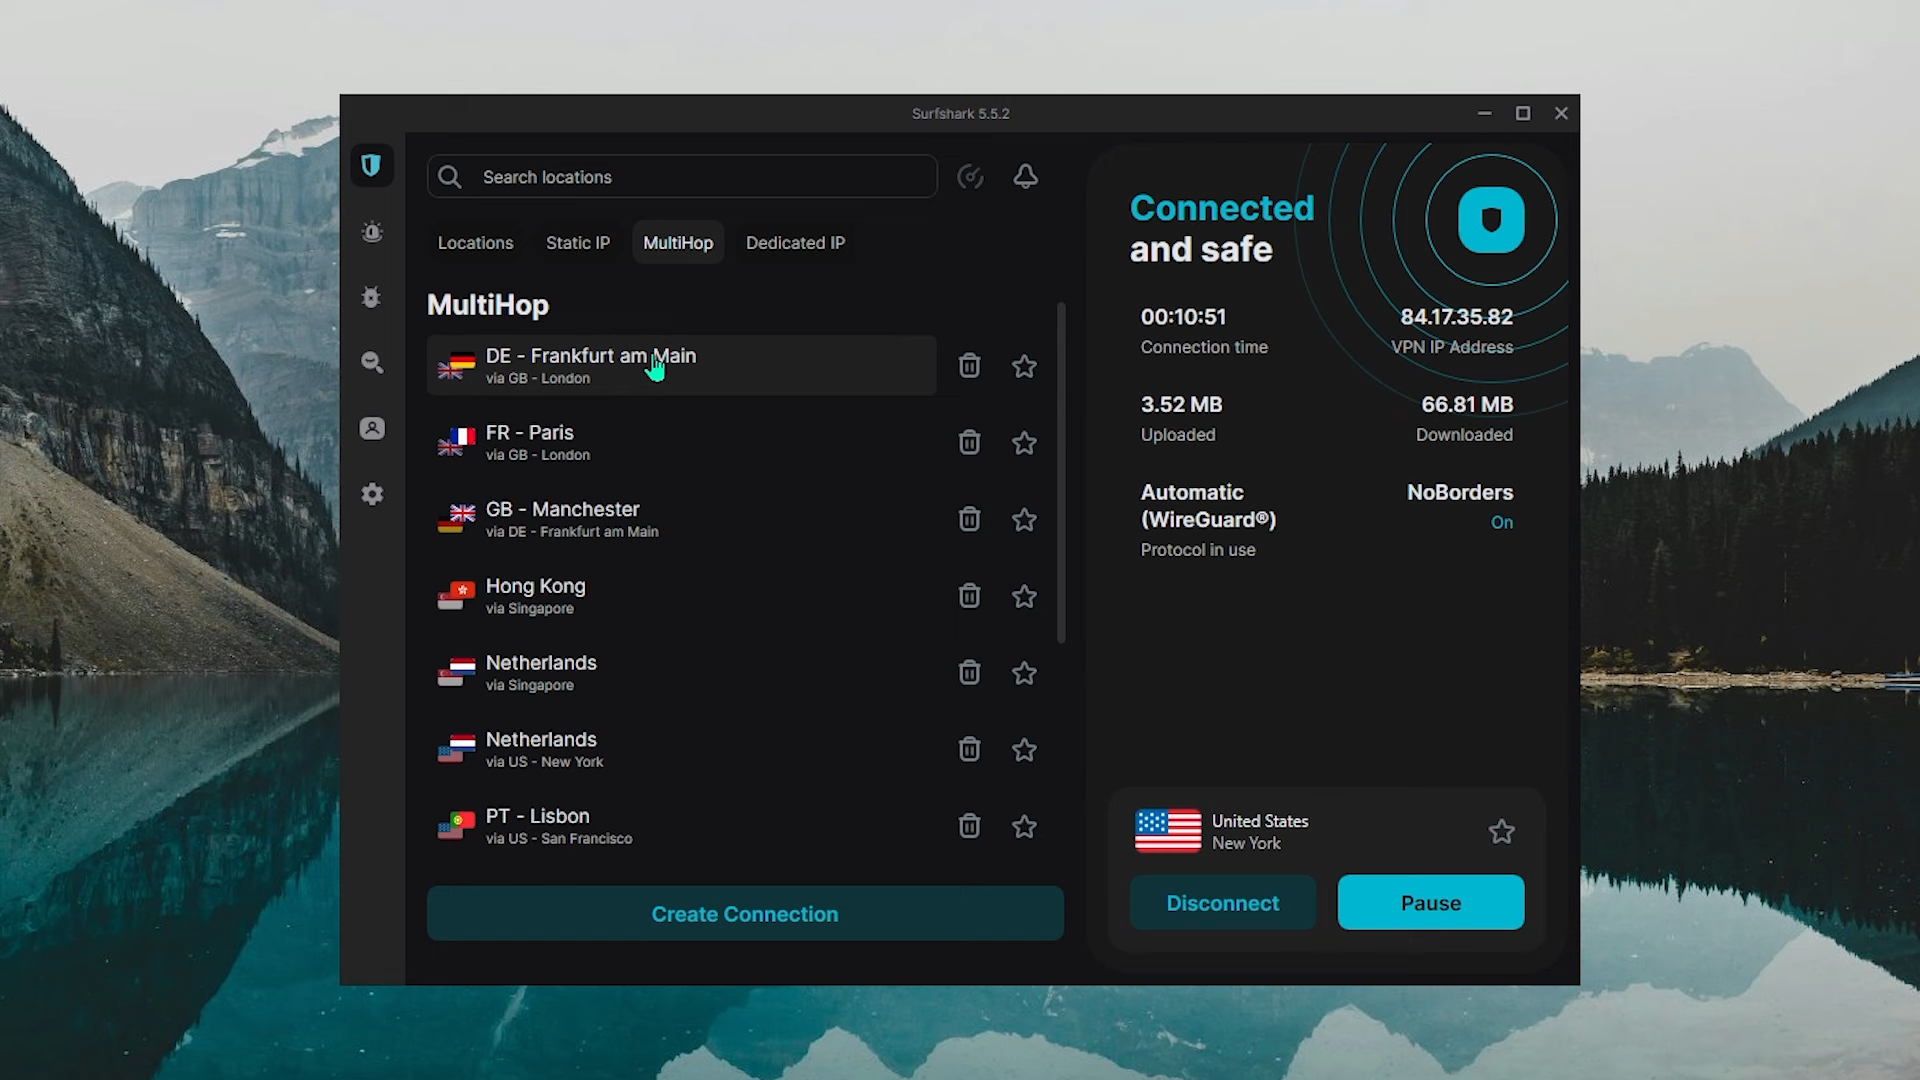 Surfshark 5.5.2
Search locations
Locations
Static IP
MultiHop
Dedicated IP
MultiHop
DE - Frankfurt am Main
via GB - London
FR - Paris
via GB - London
GB - Manchester
via DE - Frankfurt am Main
Hong Kong
via Singapore
Netherlands
via Singapore
Netherlands
via US - New York
PT - Lisbon
via US - San Francisco
Create Connection
Connected
and safe
00:10:51
Connection time
84.17.35.82
VPN IP Address
3.52 MB
Uploaded
66.81 MB
Downloaded
Automatic
(WireGuard®)
Protocol in use
NoBorders
On
United States
New York
Disconnect
Pause